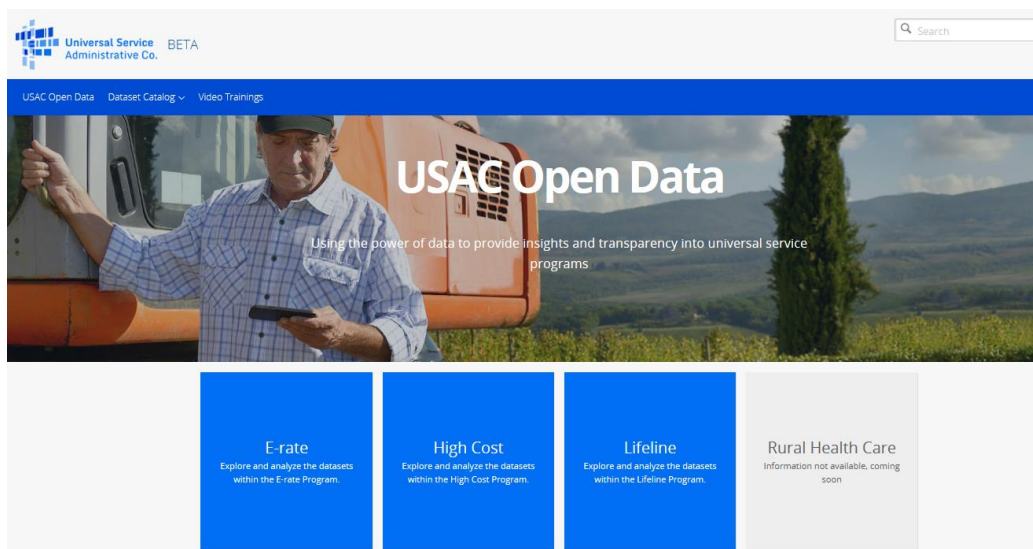 Universal Service BETA
Administrative Co.
Search
USAC Open Data Dataset Catalog Video Trainings
USAC Open Data
Using the power of data to provide insights and transparency into universal service
programs
E-rate
Explore and analyze the datasets
within the E-rate Program.
High Cost
Explore and analyze the datasets
within the High Cost Program.
Lifeline
Explore and analyze the datasets
within the Lifeline Program.
Rural Health Care
Information not available, coming
soon